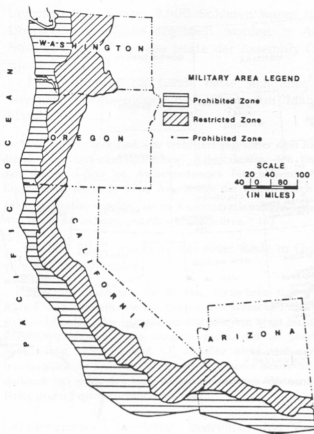 WASHINGTON
OREGON
CALIFORNIA
ARIZONA
PACIFIC OCEAN
MILITARY AREA LEGEND
Prohibited Zone
Restricted Zone
Prohibited Zone
SCALE
20 40 100
40 0 60
(IN MILES)